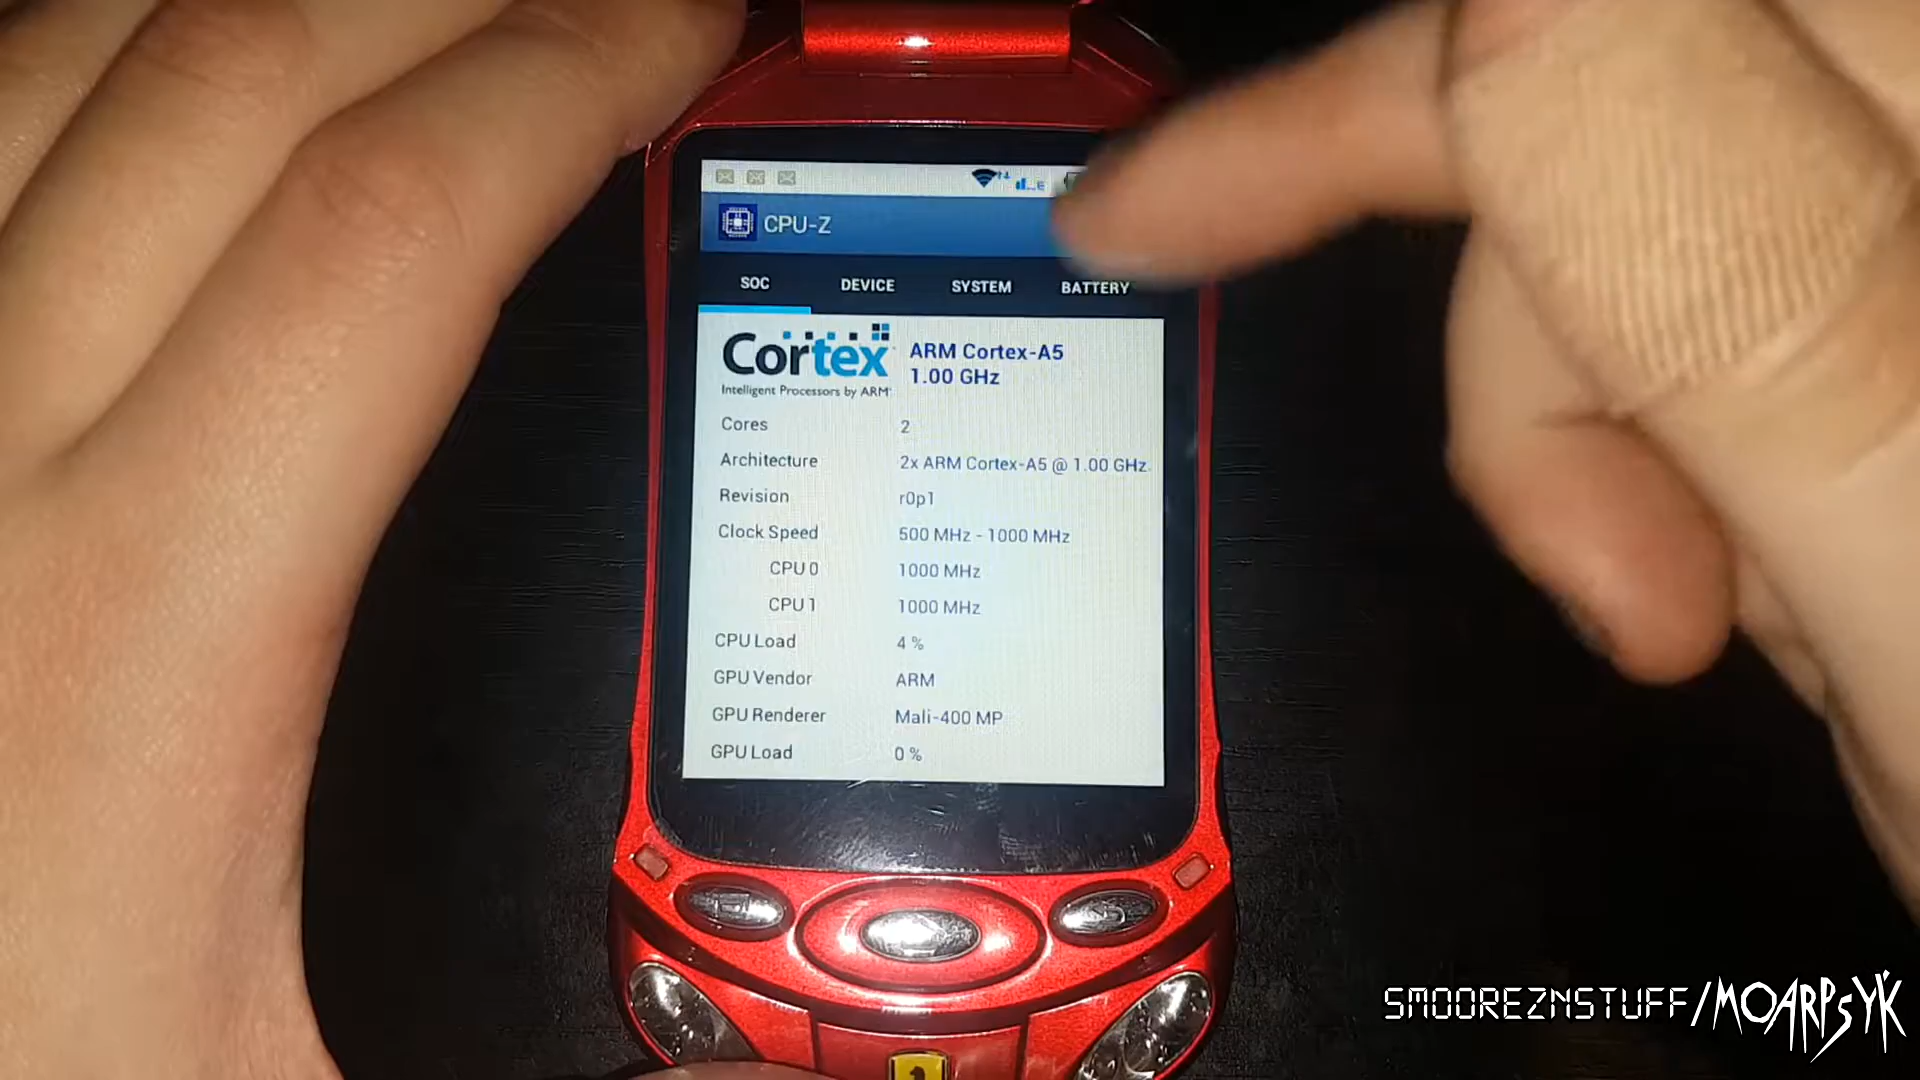 E
CPU-Z
SOC DEVICE SYSTEM BATTERY
Cortex
Intelligent Processors by ARM
ARM Cortex-A5
1.00 GHz
Cores 2
Architecture 2x ARM Cortex-A5 @ 1.00 GHz
Revision r0p1
Clock Speed 500 MHz - 1000 MHz
CPU 0 1000 MHz
CPU 1 1000 MHz
CPU Load 4 %
GPU Vendor ARM
GPU Renderer Mali-400 MP
GPU Load 0 %
SMOOREZNSTUFF/MOARPSYK